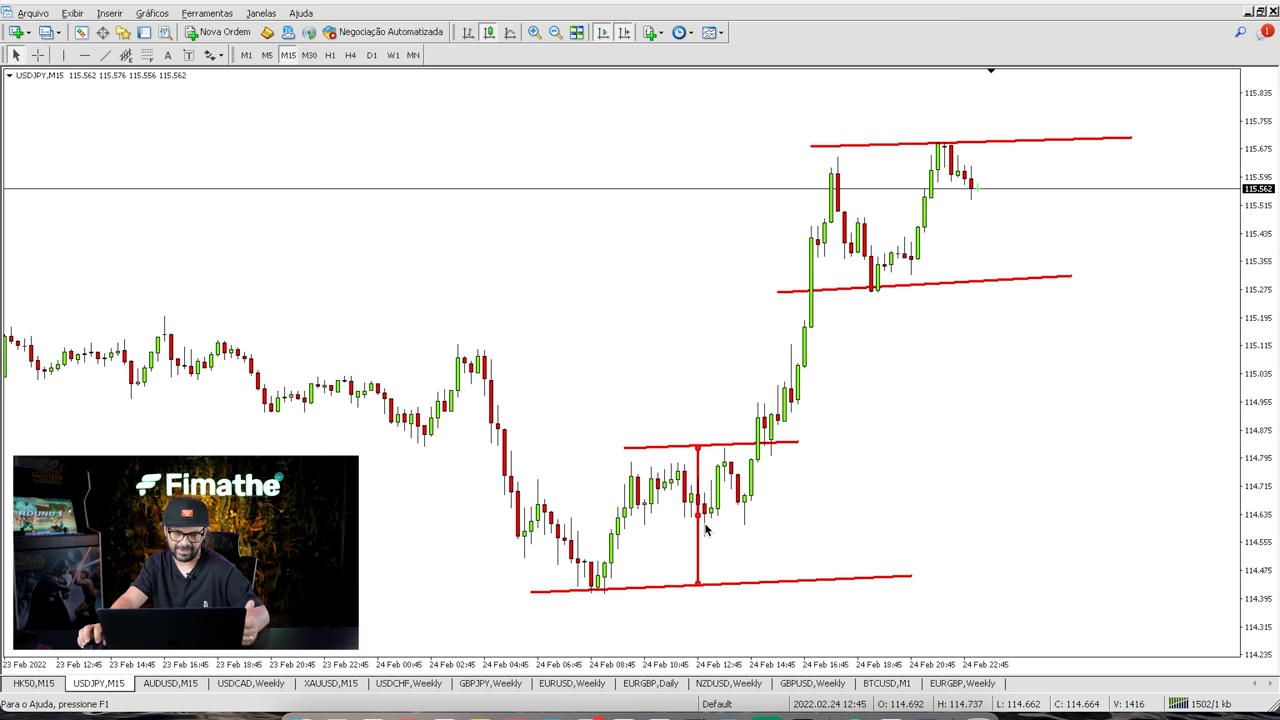 Arquivo Exibir Inserir Gráficos Ferramentas Janelas Ajuda
Nova Ordem Negociação Automatizada 1
A T M1 M5 M15 M30 H1 H4 D1 W1 MN
USDJPY,M15 115.562 115.576 115.556 115.562
115.835
115.755
115.675
115.595
115.562
115.515
115.435
115.355
115.275
115.195
115.115
115.035
114.955
114.875
114.795
114.715
114.635
114.555
114.475
114.395
114.315
114.235
Fimathe
ROUND 1
23 Feb 2022 23 Feb 12:45 23 Feb 14:45 23 Feb 16:45 23 Feb 18:45 23 Feb 20:45 23 Feb 22:45 24 Feb 00:45 24 Feb 02:45 24 Feb 04:45 24 Feb 06:45 24 Feb 08:45 24 Feb 10:45 24 Feb 12:45 24 Feb 14:45 24 Feb 16:45 24 Feb 18:45 24 Feb 20:45 24 Feb 22:45
HK50,M15 USDJPY,M15 AUDUSD,M15 USDCAD,Weekly XAUUSD,M15 USDCHF,Weekly GBPJPY,Weekly EURUSD,Weekly EURGBP,Daily NZDUSD,Weekly GBPUSD,Weekly BTCUSD,M1 EURGBP,Weekly
Para o Ajuda, pressione F1 Default 2022.02.24 12:45 O: 114.692 H: 114.737 L: 114.662 C: 114.664 V: 1416 1502/1 kb